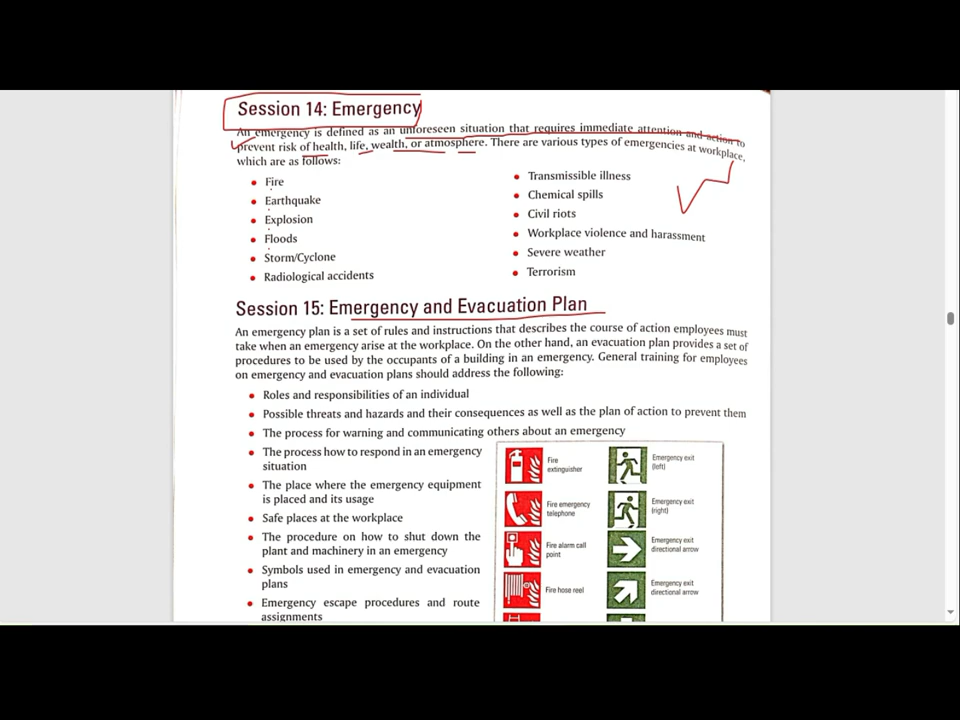 Session 14: Emergency
An emergency is defined as an unforeseen situation that requires immediate attention and action to
prevent risk of health, life, wealth, or atmosphere. There are various types of emergencies at workplace,
which are as follows:
• Fire
• Earthquake
• Explosion
• Floods
• Storm/Cyclone
• Radiological accidents
• Transmissible illness
• Chemical spills
• Civil riots
• Workplace violence and harassment
• Severe weather
• Terrorism
Session 15: Emergency and Evacuation Plan
An emergency plan is a set of rules and instructions that describes the course of action employees must
take when an emergency arise at the workplace. On the other hand, an evacuation plan provides a set of
procedures to be used by the occupants of a building in an emergency. General training for employees
on emergency and evacuation plans should address the following:
• Roles and responsibilities of an individual
• Possible threats and hazards and their consequences as well as the plan of action to prevent them
• The process for warning and communicating others about an emergency
• The process how to respond in an emergency
situation
• The place where the emergency equipment
is placed and its usage
• Safe places at the workplace
• The procedure on how to shut down the
plant and machinery in an emergency
• Symbols used in emergency and evacuation
plans
• Emergency escape procedures and route
assignments
Fire
extinguisher
Emergency exit
(left)
Fire emergency
telephone
Emergency exit
(right)
Fire alarm call
point
Emergency exit
directional arrow
Fire hose reel
Emergency exit
directional arrow